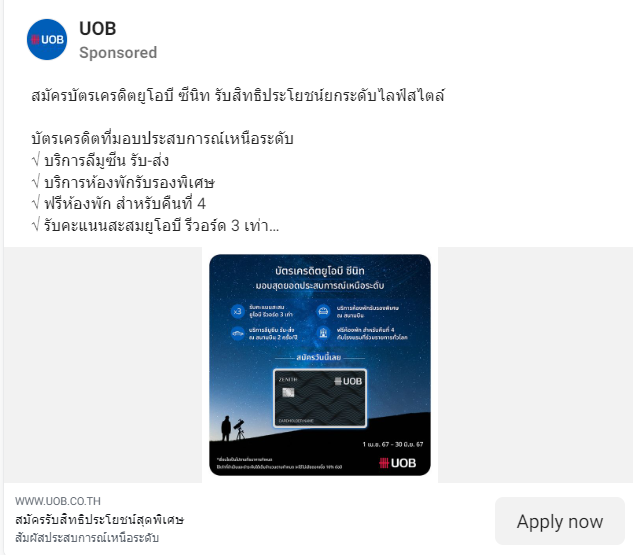 UOB
UOB
Sponsored
สมัครบัตรเครดิตยูโอบี ซีนิท รับสิทธิประโยชน์ยกระดับไลฟ์สไตล์
บัตรเครดิตที่มอบประสบการณ์เหนือระดับ
√ บริการลีมูซีน รับ-ส่ง
√ บริการห้องพักรับรองพิเศษ
√ ฟรีห้องพัก สำหรับคืนที่ 4
√ รับคะแนนสะสมยูโอบี รีวอร์ด 3 เท่า...
บัตรเครดิตยูโอบี ซีนิท
มอบสุดยอดประสบการณ์เหนือระดับ
x3
รับคะแนนสะสม
ยูโอบี รีวอร์ด 3 เท่า
บริการห้องพักรับรองพิเศษ
ณ สนามบิน
บริการลีมูซีน รับ-ส่ง
ณ สนามบิน 2 ครั้ง/ปี
ฟรีห้องพัก สำหรับคืนที่ 4
กับโรงแรมที่ร่วมรายการทั่วโลก
สมัครวันนี้เลย
ZENITH
UOB
CARDHOLDER NAME
1 เม.ย. 67 - 30 มิ.ย. 67
UOB
WWW.UOB.CO.TH
สมัครรับสิทธิประโยชน์สุดพิเศษ
สัมผัสประสบการณ์เหนือระดับ
Apply now